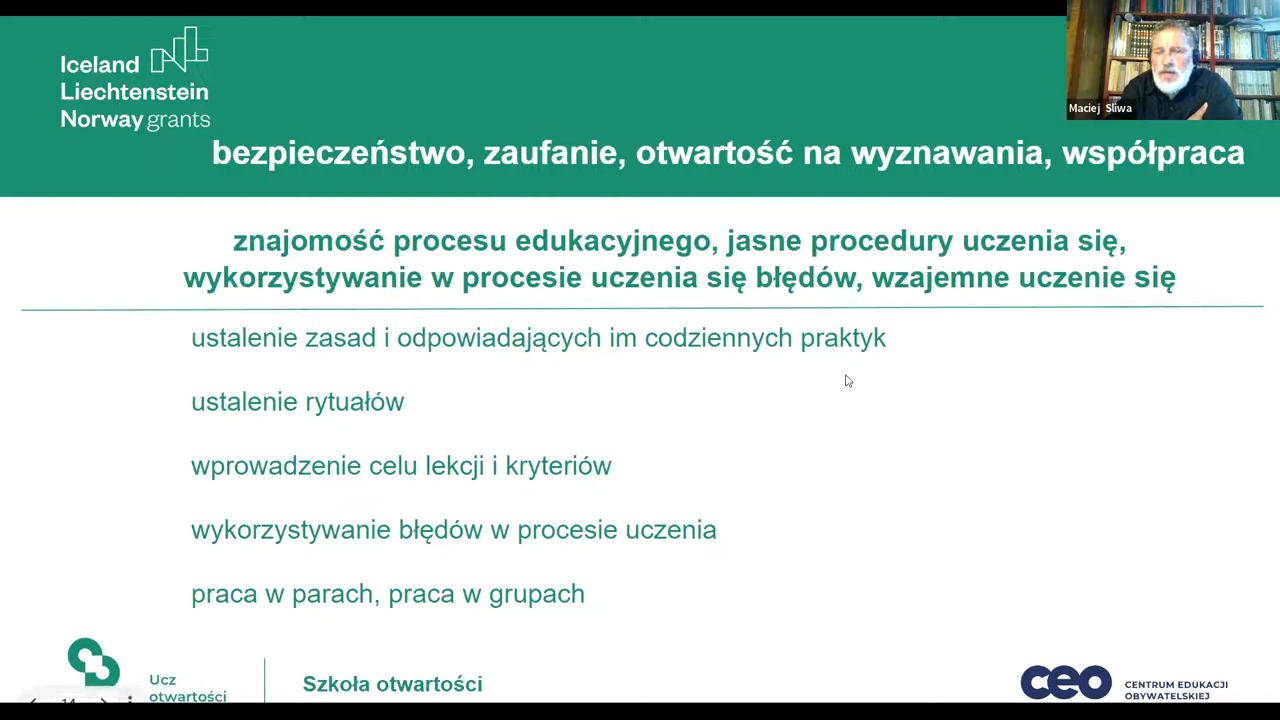 Iceland
Liechtenstein
Norway grants
Maciej Sliwa
bezpieczeństwo, zaufanie, otwartość na wyznawania, współpraca
znajomość procesu edukacyjnego, jasne procedury uczenia się,
wykorzystywanie w procesie uczenia się błędów, wzajemne uczenie się
ustalenie zasad i odpowiadających im codziennych praktyk
ustalenie rytuałów
wprowadzenie celu lekcji i kryteriów
wykorzystywanie błędów w procesie uczenia
praca w parach, praca w grupach
Ucz
otwartości
Szkoła otwartości
ceo
CENTRUM EDUKACJI
OBYWATELSKIEJ
14